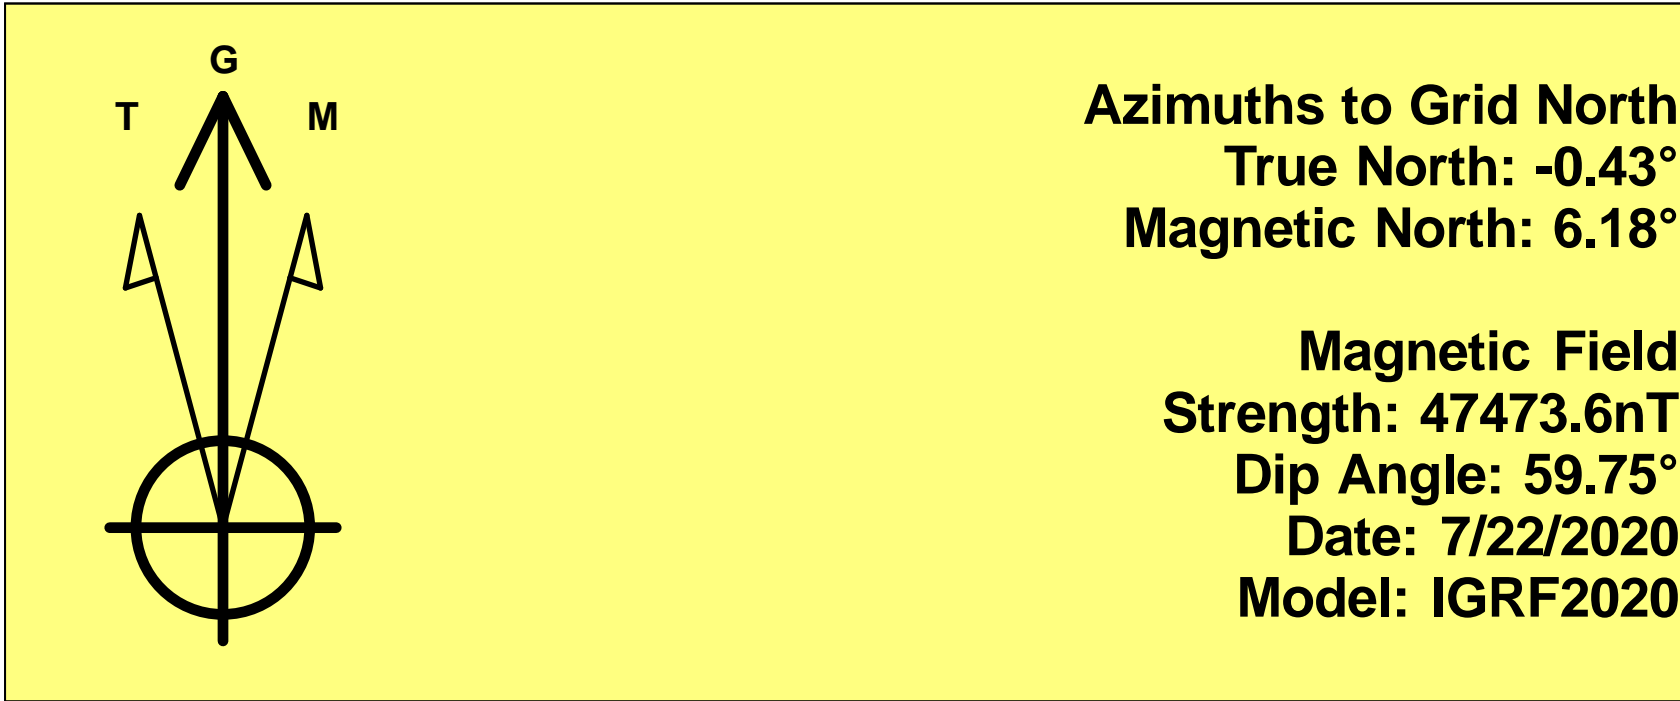 G
T M
Azimuths to Grid North
True North: -0.43°
Magnetic North: 6.18°
Magnetic Field
Strength: 47473.6nT
Dip Angle: 59.75°
Date: 7/22/2020
Model: IGRF2020